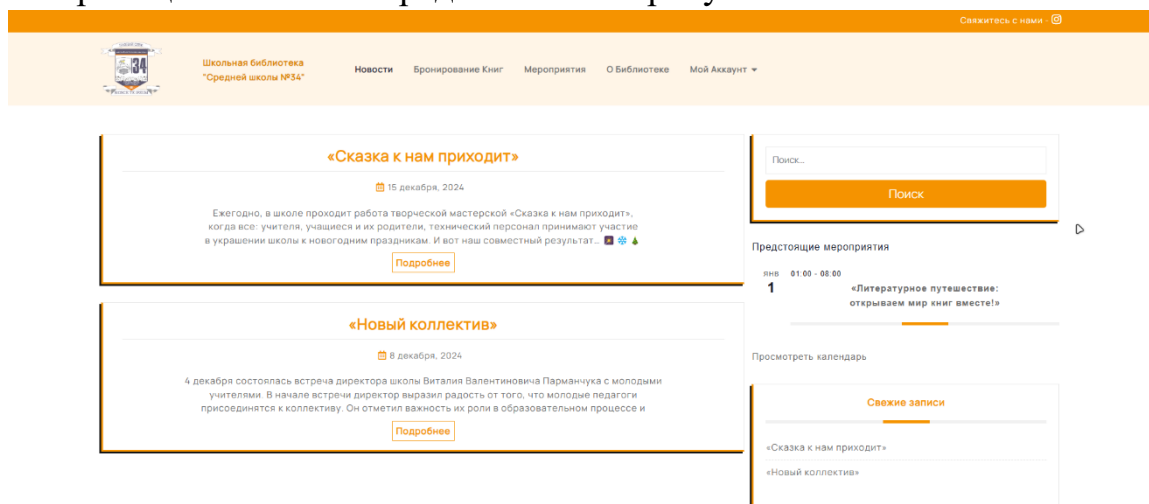 Свяжитесь с нами -
34
Школьная библиотека
"Средней школы №34"
Новости
Бронирование Книг
Мероприятия
О Библиотеке
Мой Аккаунт
«Сказка к нам приходит»
15 декабря, 2024
Ежегодно, в школе проходит работа творческой мастерской «Сказка к нам приходит»,
когда все: учителя, учащиеся и их родители, технический персонал принимают участие
в украшении школы к новогодним праздникам. И вот наш совместный результат… 🎆 ❄ 🎄
Подробнее
«Новый коллектив»
8 декабря, 2024
4 декабря состоялась встреча директора школы Виталия Валентиновича Парманчука с молодыми
учителями. В начале встречи директор выразил радость от того, что молодые педагоги
присоединятся к коллективу. Он отметил важность их роли в образовательном процессе и
Подробнее
Поиск…
Поиск
Предстоящие мероприятия
ЯНВ
1
01:00 - 08:00
«Литературное путешествие:
открываем мир книг вместе!»
Просмотреть календарь
Свежие записи
«Сказка к нам приходит»
«Новый коллектив»